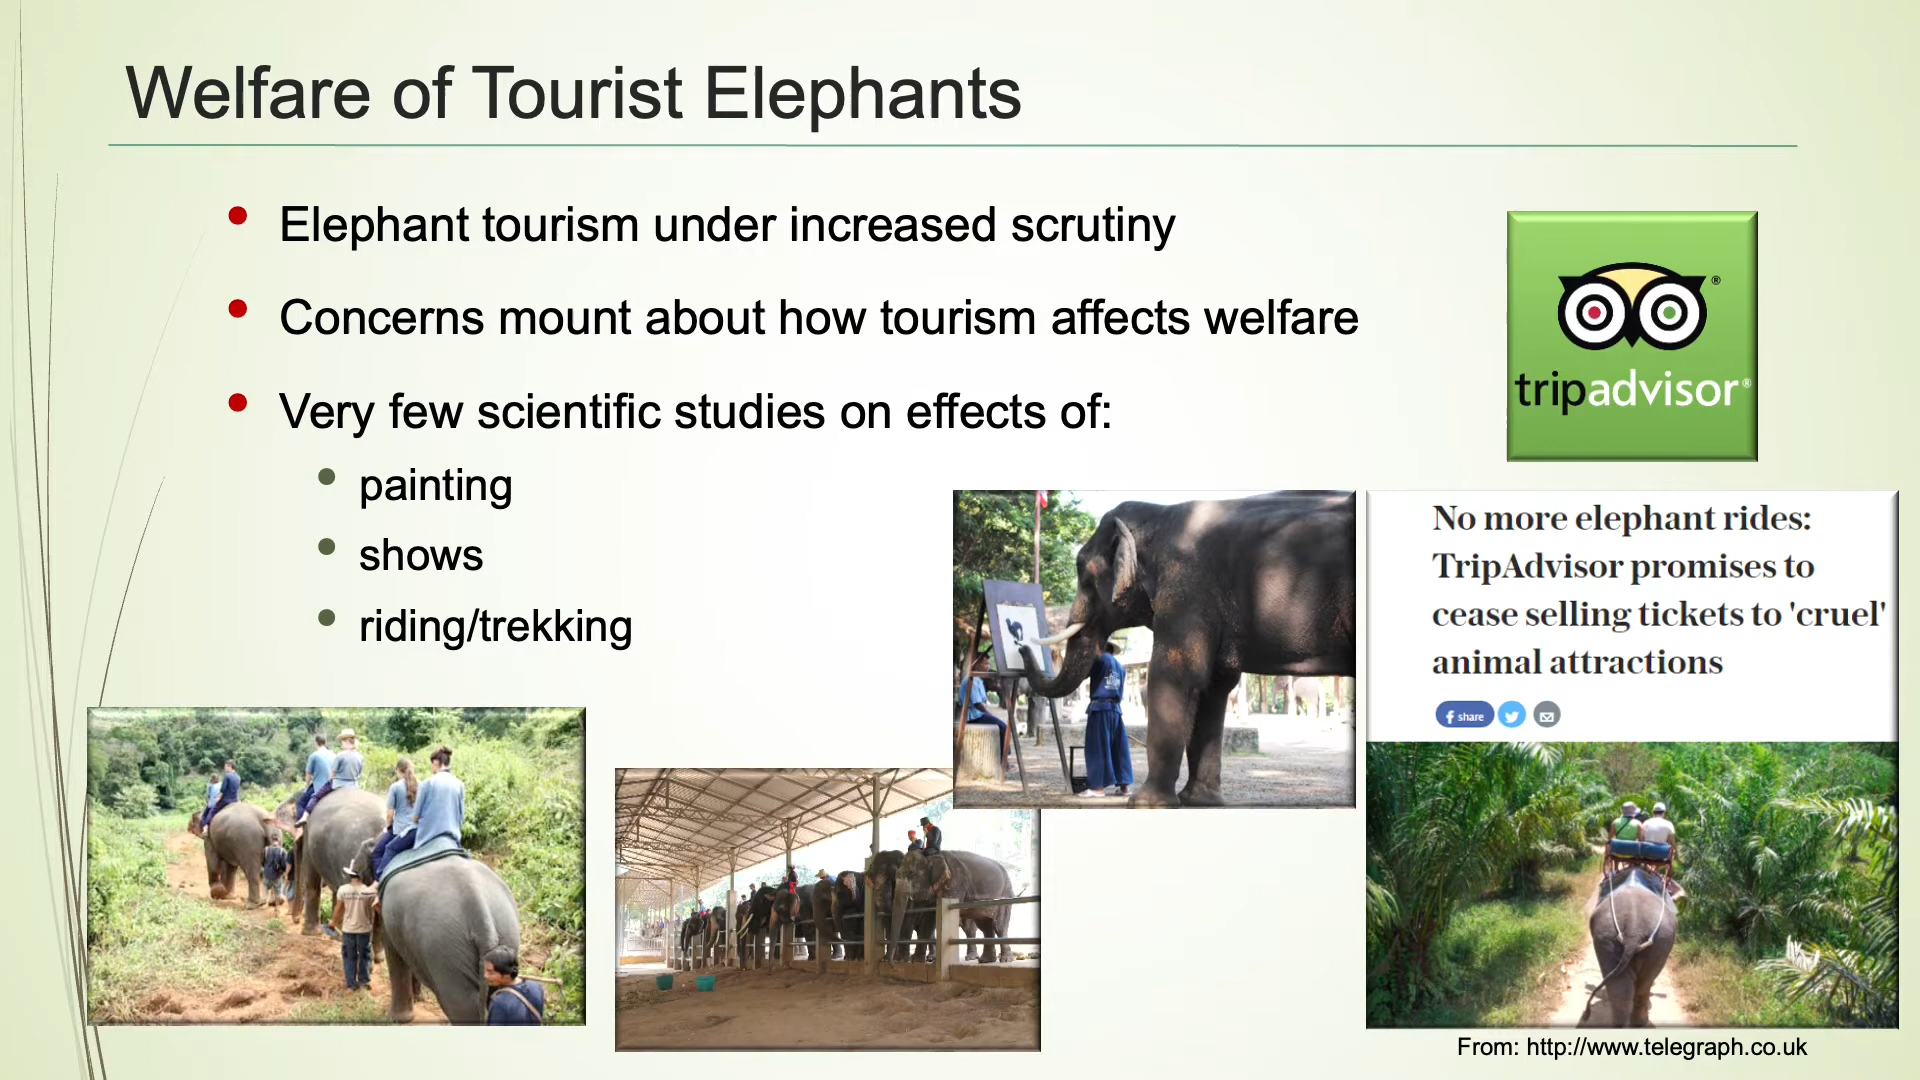 Welfare of Tourist Elephants
• Elephant tourism under increased scrutiny
• Concerns mount about how tourism affects welfare
• Very few scientific studies on effects of:
• painting
• shows
• riding/trekking
tripadvisor®
No more elephant rides:
TripAdvisor promises to
cease selling tickets to 'cruel'
animal attractions
share
From: http://www.telegraph.co.uk